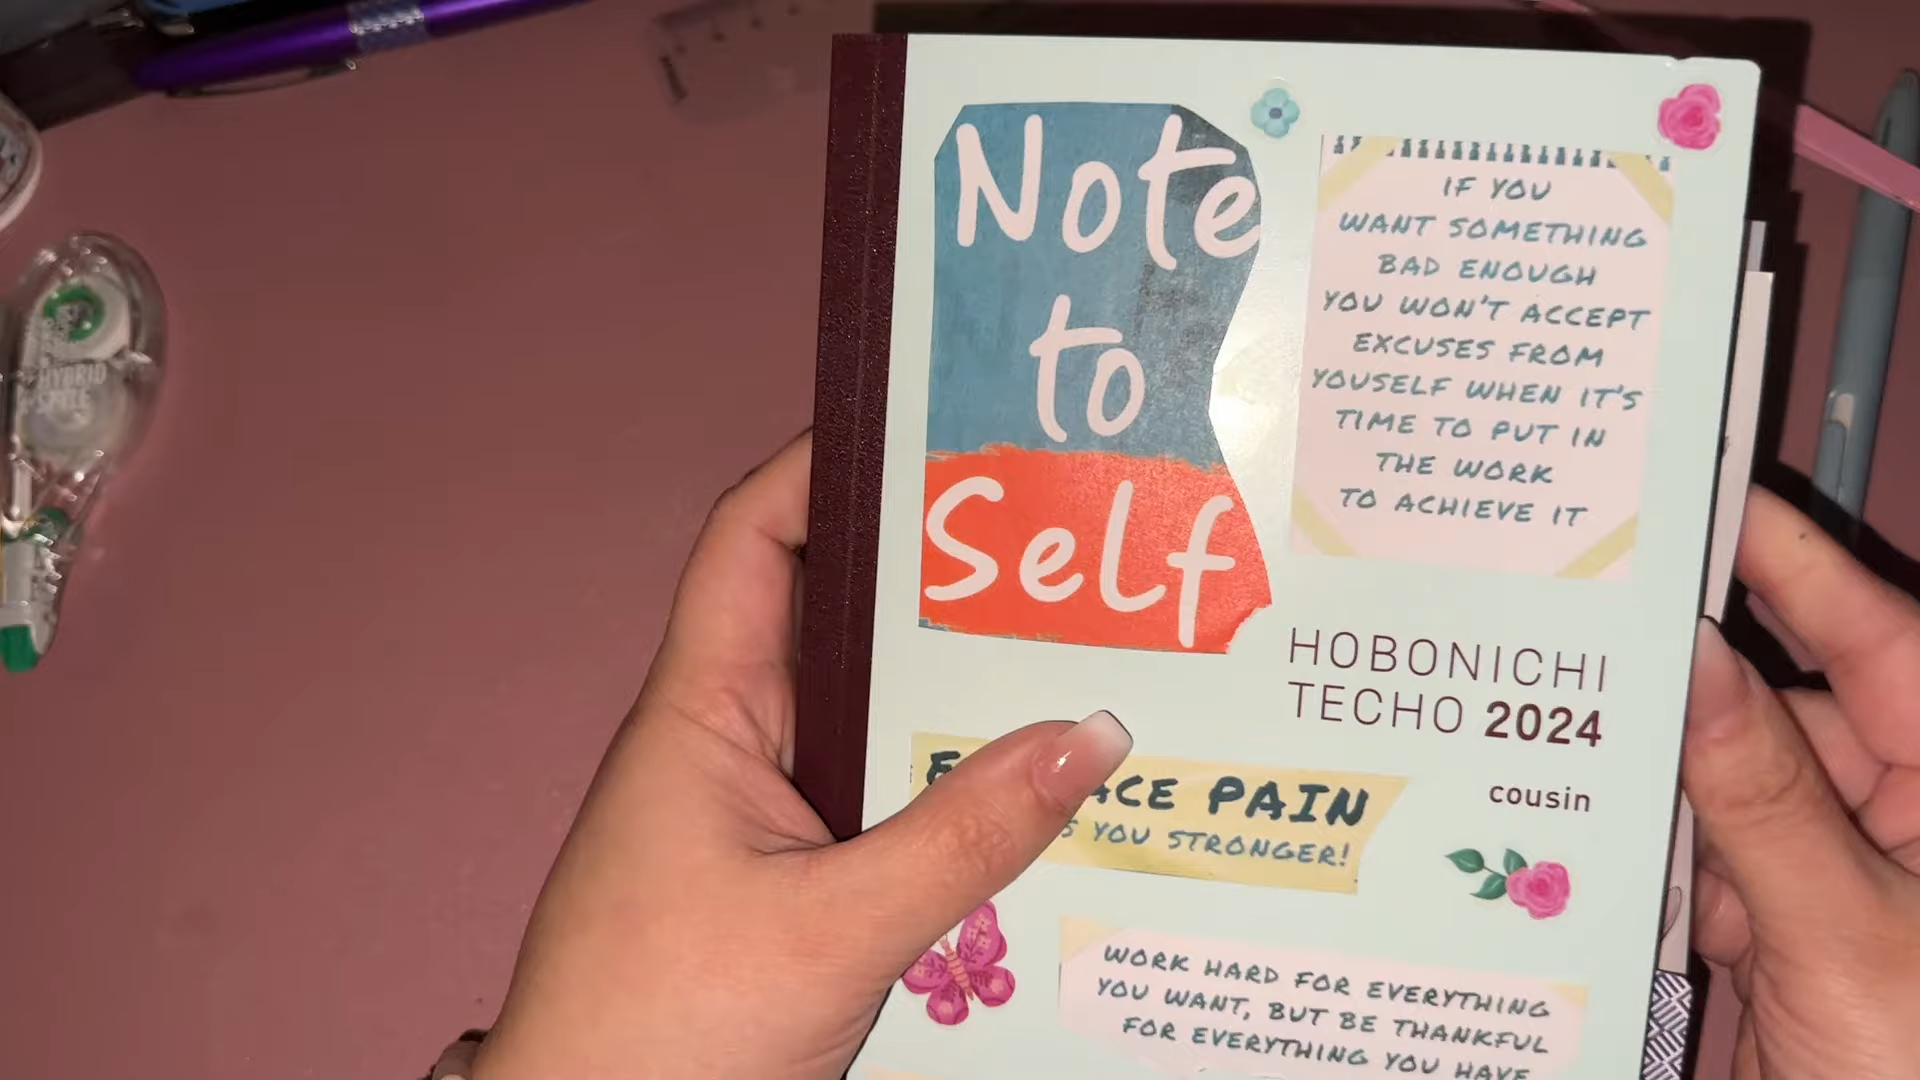 Note
to
Self
IF YOU
WANT SOMETHING
BAD ENOUGH
YOU WON'T ACCEPT
EXCUSES FROM
YOUSELF WHEN IT'S
TIME TO PUT IN
THE WORK
TO ACHIEVE IT
HOBONICHI
TECHO 2024
cousin
PAIN
YOU STRONGER!
WORK HARD FOR EVERYTHING
YOU WANT, BUT BE THANKFUL
FOR EVERYTHING YOU HAVE
HYBRID